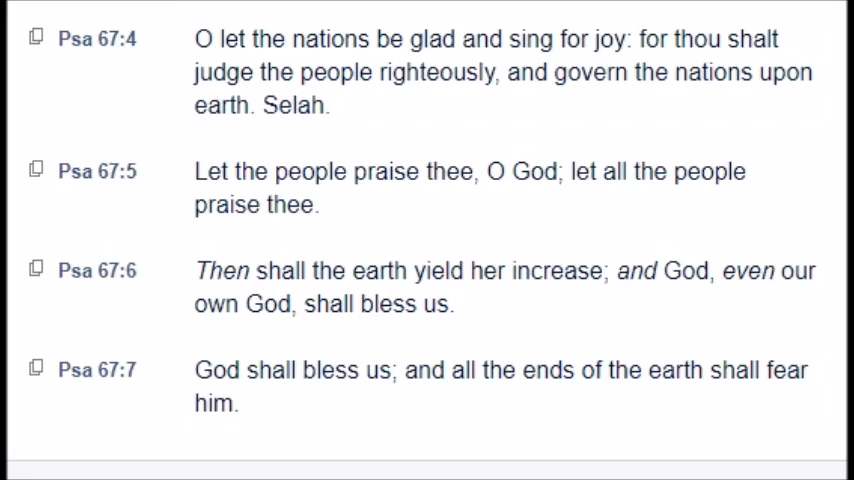 Psa 67:4 O let the nations be glad and sing for joy: for thou shalt
judge the people righteously, and govern the nations upon
earth. Selah.
Psa 67:5 Let the people praise thee, O God; let all the people
praise thee.
Psa 67:6 Then shall the earth yield her increase; and God, even our
own God, shall bless us.
Psa 67:7 God shall bless us; and all the ends of the earth shall fear
him.